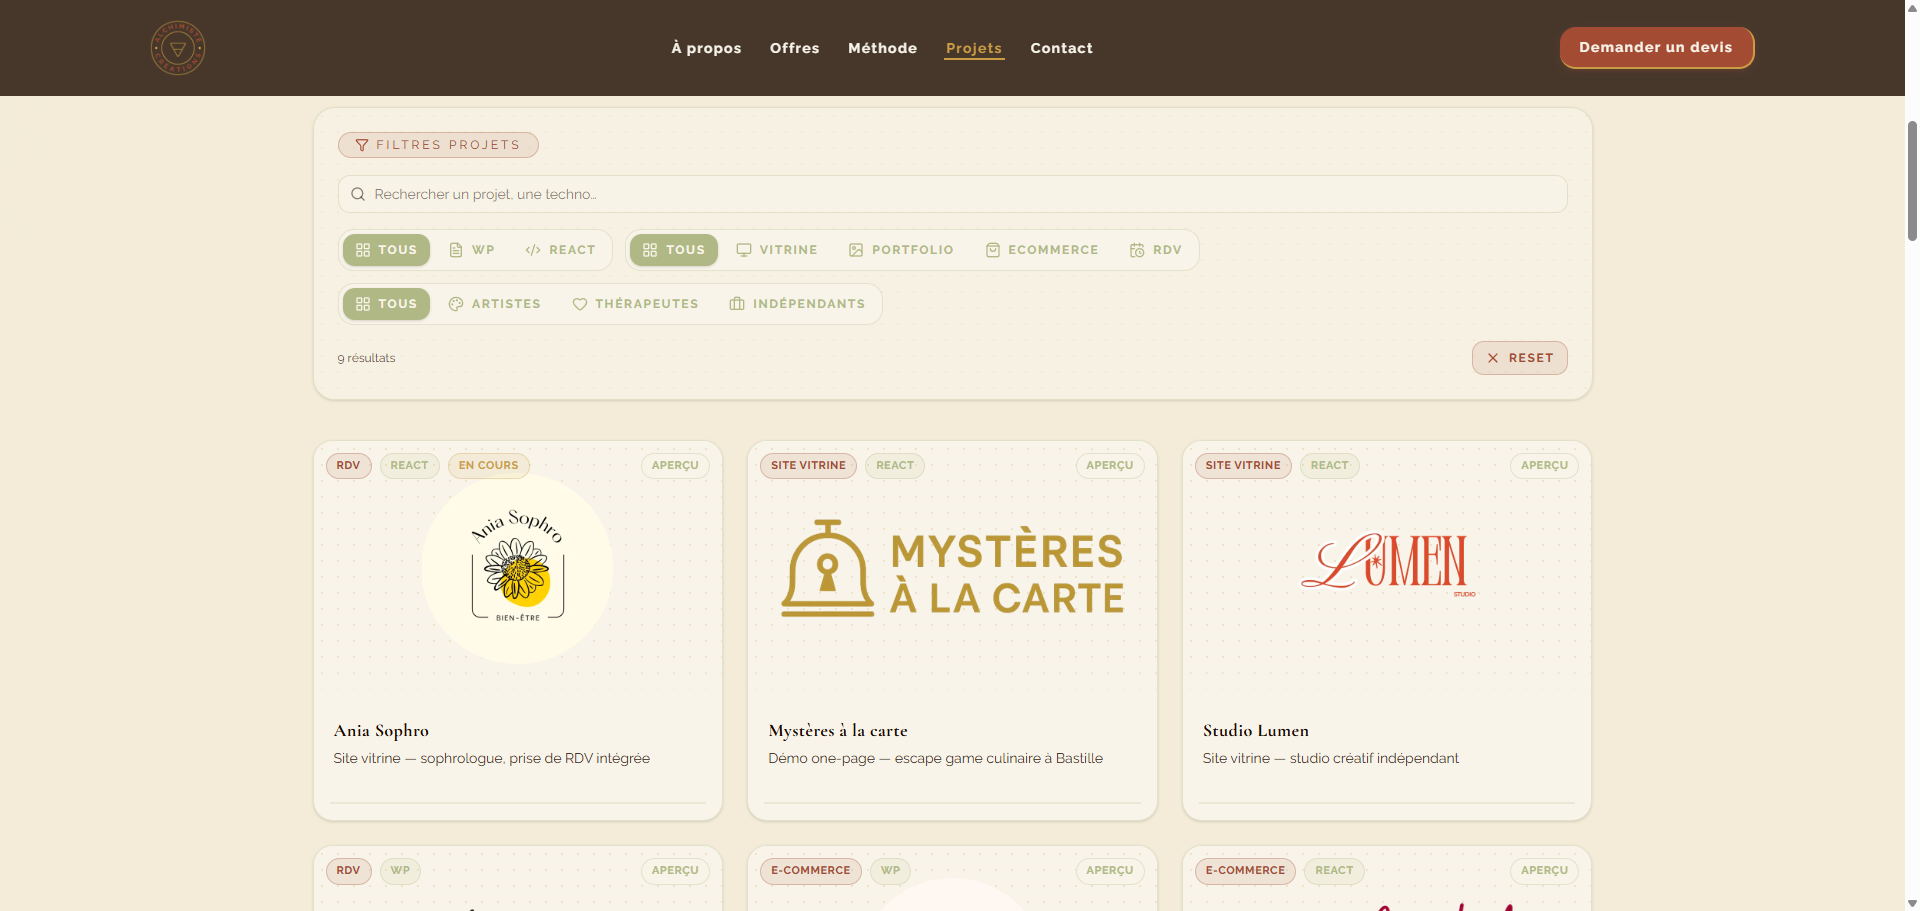 ALCHIMISTE CREATIONS
À propos
Offres
Méthode
Projets
Contact
Demander un devis
FILTRES PROJETS
Rechercher un projet, une techno…
TOUS
WP
REACT
TOUS
VITRINE
PORTFOLIO
ECOMMERCE
RDV
TOUS
ARTISTES
THÉRAPEUTES
INDÉPENDANTS
9 résultats
RESET
RDV
REACT
EN COURS
APERÇU
Ania Sophro
BIEN-ÊTRE
Ania Sophro
Site vitrine — sophrologue, prise de RDV intégrée
SITE VITRINE
REACT
APERÇU
MYSTÈRES
À LA CARTE
Mystères à la carte
Démo one-page — escape game culinaire à Bastille
SITE VITRINE
REACT
APERÇU
LUMEN
STUDIO
Studio Lumen
Site vitrine — studio créatif indépendant
RDV
WP
APERÇU
E-COMMERCE
WP
APERÇU
E-COMMERCE
REACT
APERÇU